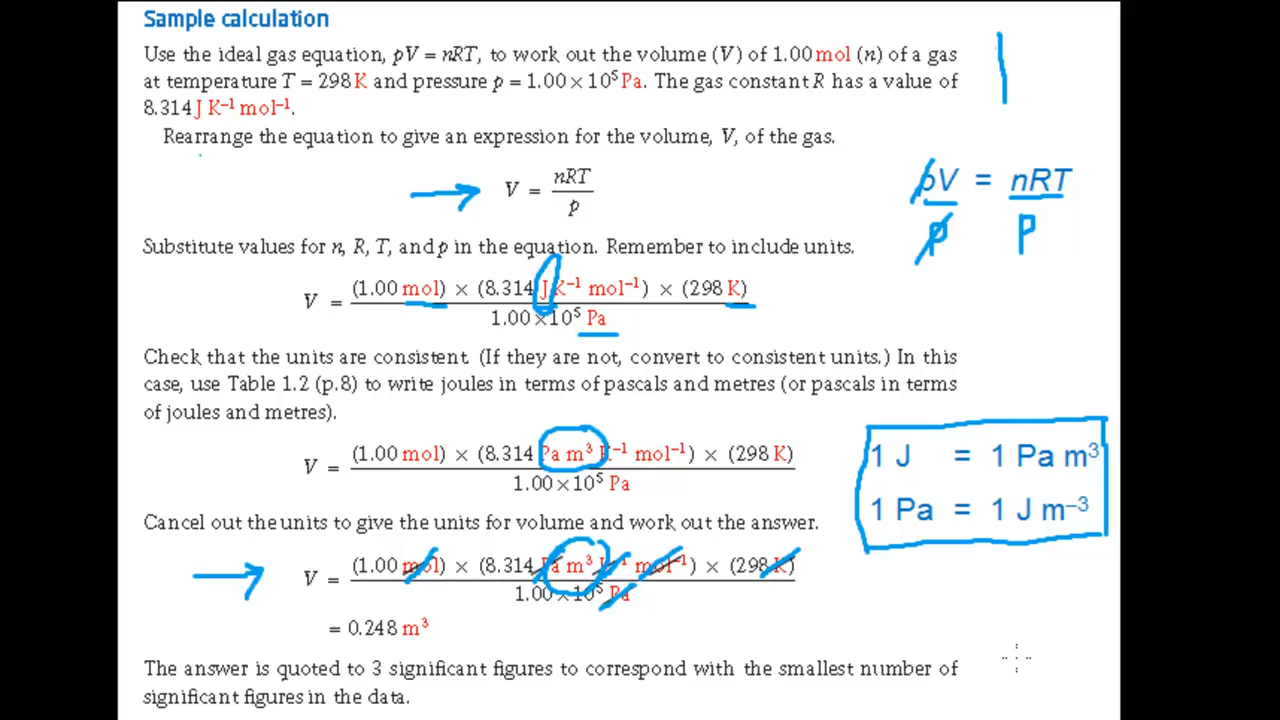 Sample calculation
Use the ideal gas equation, pV = nRT, to work out the volume (V) of 1.00 mol (n) of a gas
at temperature T = 298 K and pressure p = 1.00 × 10⁵ Pa. The gas constant R has a value of
8.314 J K⁻¹ mol⁻¹.
Rearrange the equation to give an expression for the volume, V, of the gas.
V = nRT / p
pV / p = nRT / p
Substitute values for n, R, T, and p in the equation. Remember to include units.
V = (1.00 mol) × (8.314 J K⁻¹ mol⁻¹) × (298 K) / 1.00 × 10⁵ Pa
Check that the units are consistent. (If they are not, convert to consistent units.) In this
case, use Table 1.2 (p.8) to write joules in terms of pascals and metres (or pascals in terms
of joules and metres).
V = (1.00 mol) × (8.314 Pa m³ K⁻¹ mol⁻¹) × (298 K) / 1.00 × 10⁵ Pa
1 J = 1 Pa m³
1 Pa = 1 J m⁻³
Cancel out the units to give the units for volume and work out the answer.
V = (1.00 mol) × (8.314 Pa m³ K⁻¹ mol⁻¹) × (298 K) / 1.00 × 10⁵ Pa
= 0.248 m³
The answer is quoted to 3 significant figures to correspond with the smallest number of
significant figures in the data.